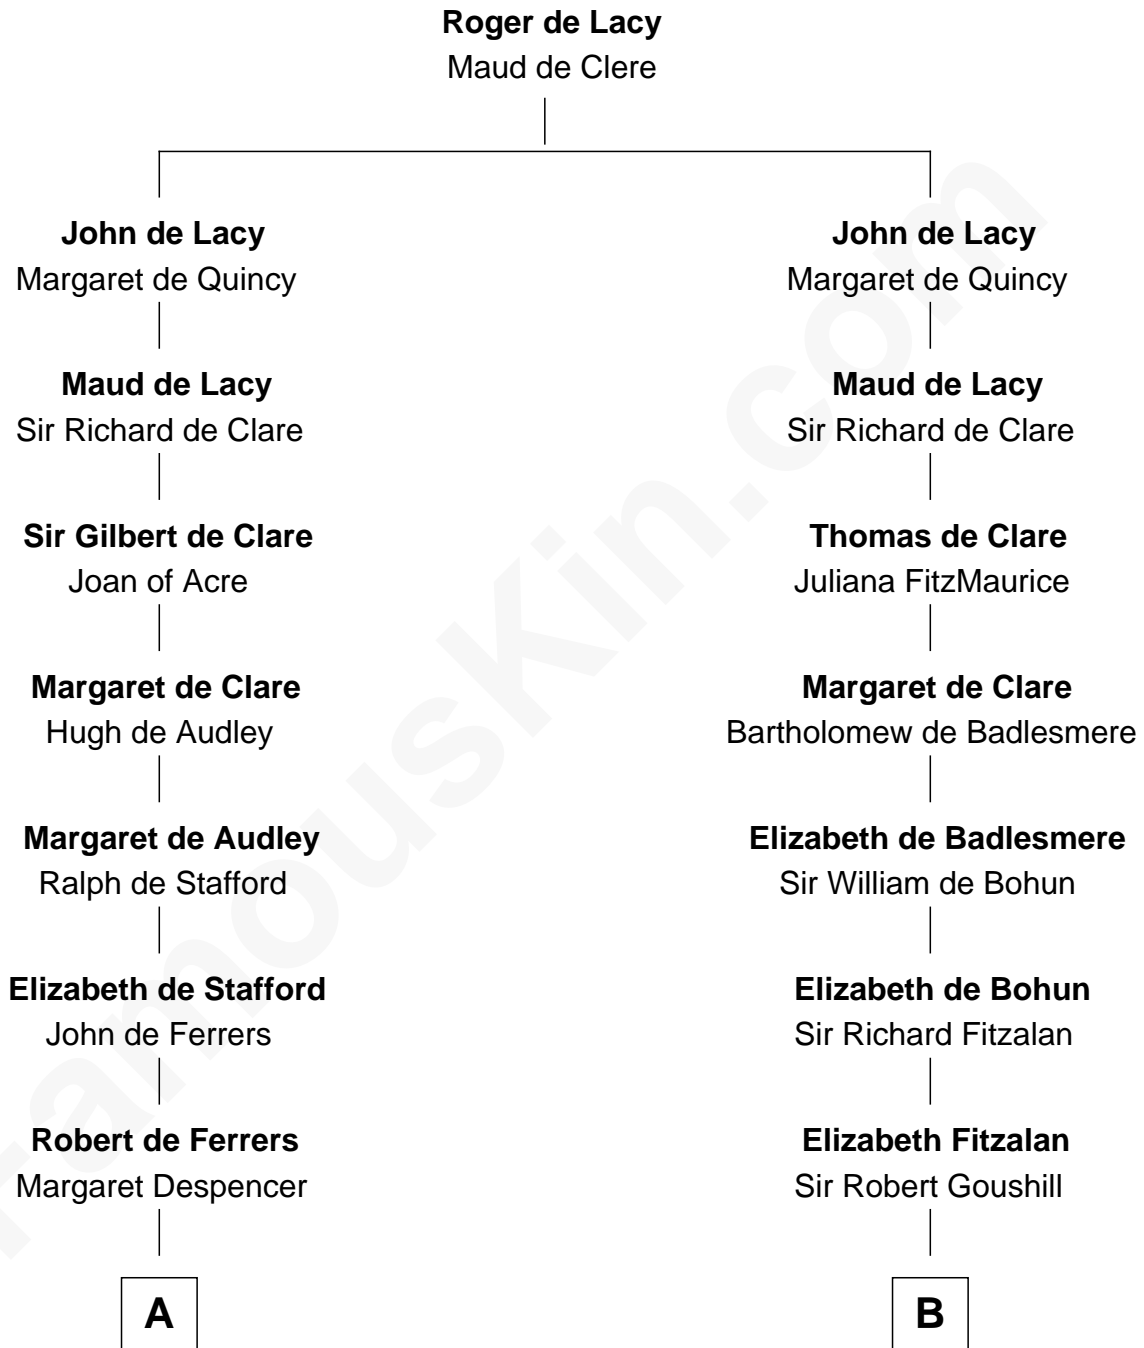 Roger de Lacy
Maud de Clere
John de Lacy
Margaret de Quincy
Maud de Lacy
Sir Richard de Clare
Sir Gilbert de Clare
Joan of Acre
Margaret de Clare
Hugh de Audley
Margaret de Audley
Ralph de Stafford
Elizabeth de Stafford
John de Ferrers
Robert de Ferrers
Margaret Despencer
A
John de Lacy
Margaret de Quincy
Maud de Lacy
Sir Richard de Clare
Thomas de Clare
Juliana FitzMaurice
Margaret de Clare
Bartholomew de Badlesmere
Elizabeth de Badlesmere
Sir William de Bohun
Elizabeth de Bohun
Sir Richard Fitzalan
Elizabeth Fitzalan
Sir Robert Goushill
B
FamousKin.com